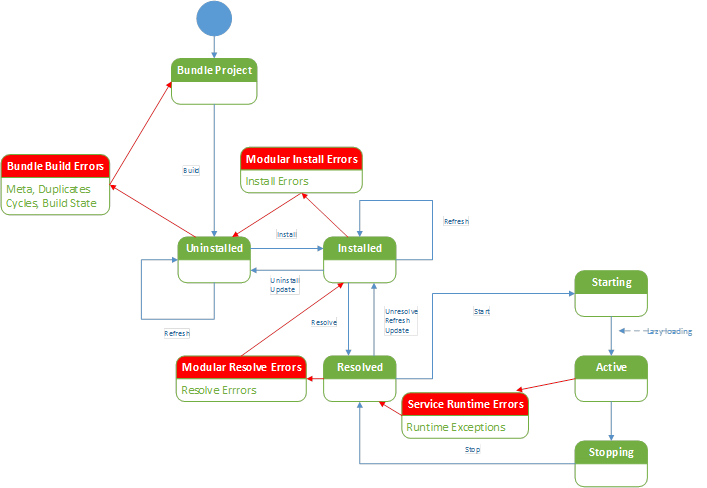 Bundle Project
Bundle Build Errors
Meta, Duplicates
Cycles, Build State
Build
Modular Install Errors
Install Errors
Refresh
Uninstalled
Install
Installed
Uninstall
Update
Starting
Refresh
Resolve
Unresolve
Refresh
Update
Start
Lazy loading
Modular Resolve Errors
Resolve Errrors
Resolved
Active
Service Runtime Errors
Runtime Exceptions
Stop
Stopping